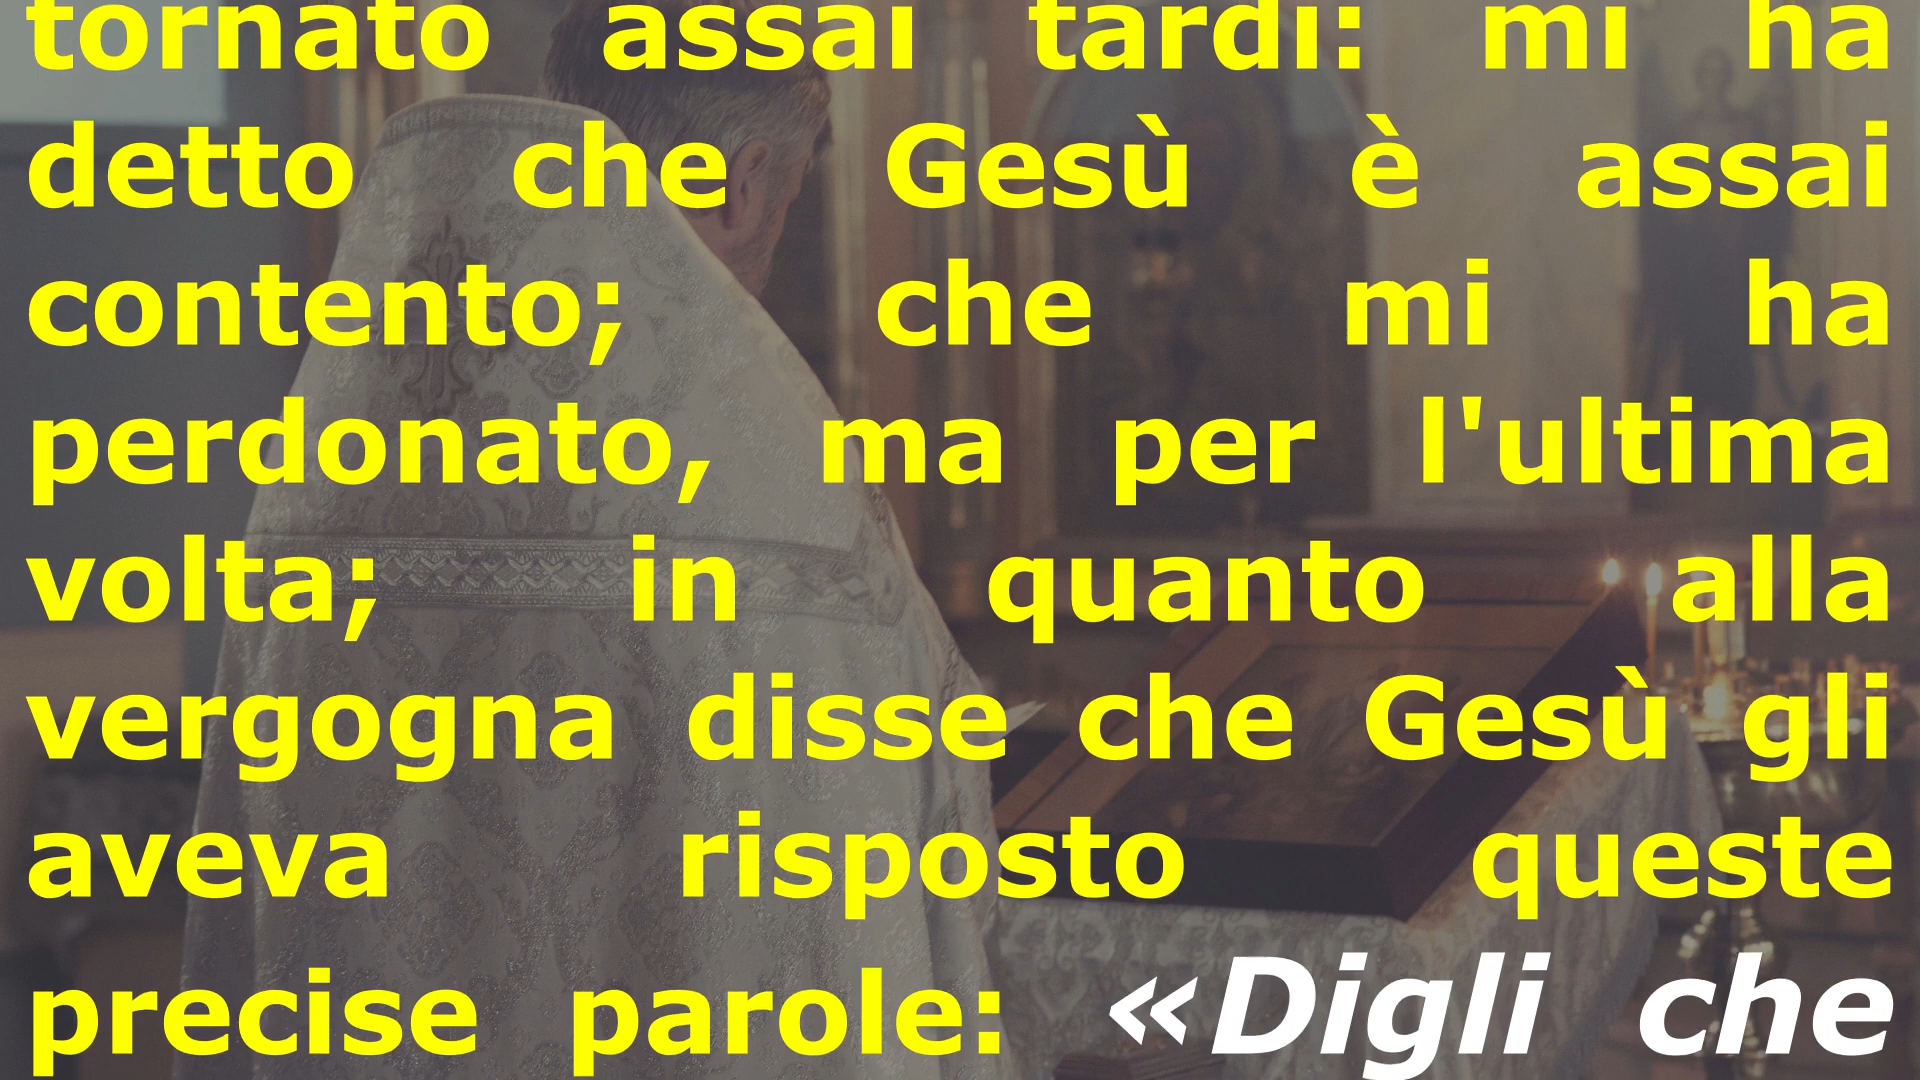 tornato assai tardi: mi ha
detto che Gesù è assai
contento; che mi ha
perdonato, ma per l'ultima
volta; in quanto alla
vergogna disse che Gesù gli
aveva risposto queste
precise parole: «Digli che